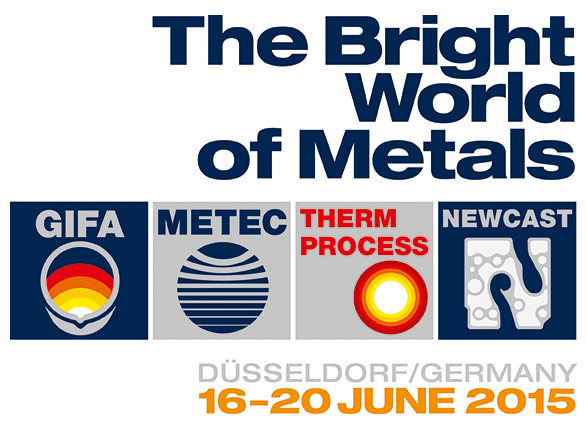 The Bright
World
of Metals
GIFA
METEC
THERM
PROCESS
NEWCAST
DÜSSELDORF/GERMANY
16–20 JUNE 2015